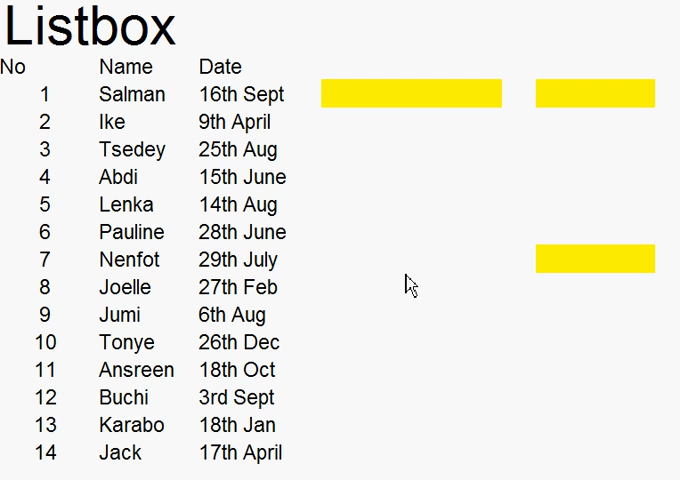 Listbox
No Name Date
1 Salman 16th Sept
2 Ike 9th April
3 Tsedey 25th Aug
4 Abdi 15th June
5 Lenka 14th Aug
6 Pauline 28th June
7 Nenfot 29th July
8 Joelle 27th Feb
9 Jumi 6th Aug
10 Tonye 26th Dec
11 Ansreen 18th Oct
12 Buchi 3rd Sept
13 Karabo 18th Jan
14 Jack 17th April